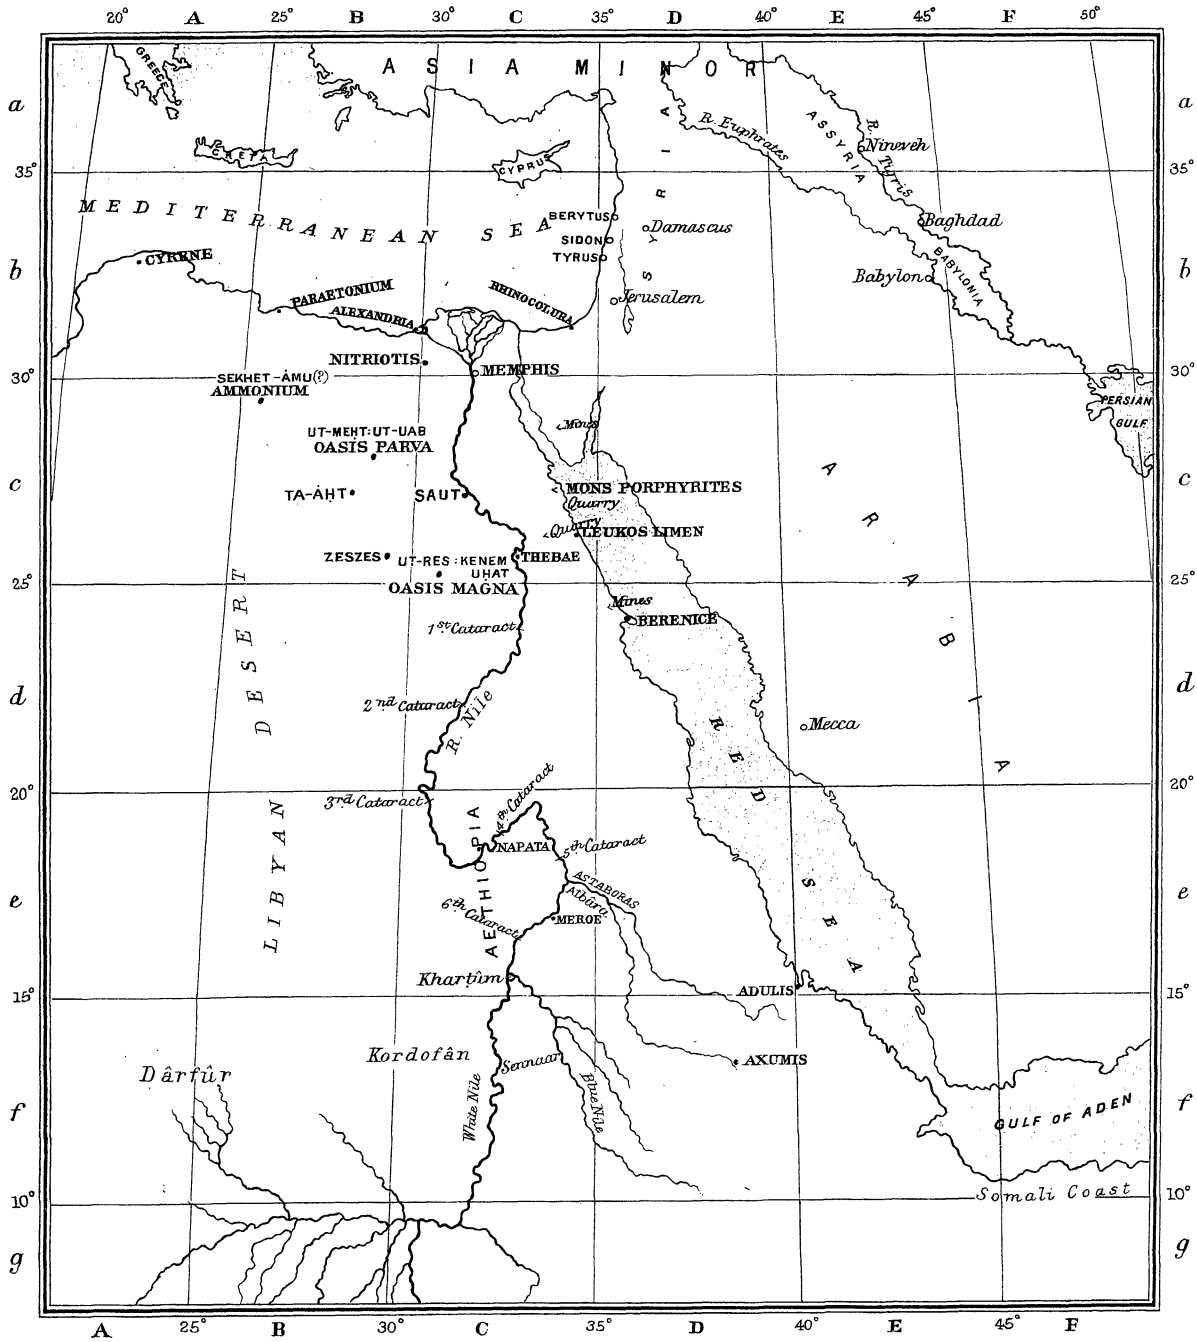 20° A 25° B 30° C 35° D 40° E 45° F 50°
a
GREECE
ASIA MINOR
a
R. Euphrates
ASSYRIA
R. Tigris
Nineveh
CRETA
CYPRUS
35°
35°
SYRIA
MEDITERRANEAN SEA
BERYTUS
Damascus
Baghdad
SIDON
CYRENE
TYRUS
b
BABYLONIA
b
Babylon
PARAETONIUM
RHINOCOLURA
Jerusalem
ALEXANDRIA
NITRIOTIS
MEMPHIS
30°
30°
SEKHET-ÁMU(?)
AMMONIUM
PERSIAN
GULF
Mines
UT-MEḤT:UT-UAB
OASIS PARVA
ARABIA
c
TA-ÀḤT
SAUT
MONS PORPHYRITES
c
Quarry
Quarry
LEUKOS LIMEN
ZESZES
UT-RES:KENEM
THEBAE
UḤAT
25°
OASIS MAGNA
25°
Mines
BERENICE
1st Cataract
LIBYAN DESERT
d
2nd Cataract
R. Nile
RED SEA
Mecca
d
20°
3rd Cataract
4th Cataract
20°
AETHIOPIA
NAPATA
5th Cataract
e
ASTABORAS
Atbâra
e
6th Cataract
MEROE
Kharṭûm
ADULIS
15°
15°
Kordofân
Sennaar
AXUMIS
Dârfûr
f
White Nile
Blue Nile
GULF OF ADEN
f
10°
Somali Coast
10°
g
g
A 25° B 30° C 35° D 40° E 45° F